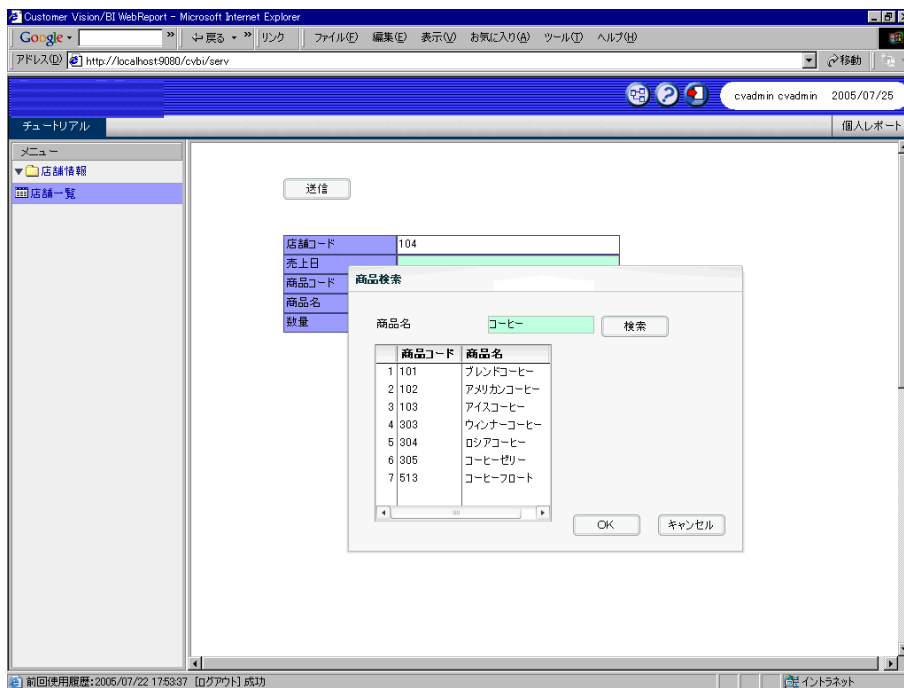 Customer Vision/BI WebReport - Microsoft Internet Explorer
Google 戻る リンク ファイル(F) 編集(E) 表示(V) お気に入り(A) ツール(T) ヘルプ(H)
アドレス(D) http://localhost:9080/cvbi/serv 移動
cvadmin cvadmin 2005/07/25
チュートリアル 個人レポート
メニュー
店舗情報
店舗一覧
送信
店舗コード 104
売上日
商品コード
商品名
数量
商品検索
商品名 コーヒー 検索
商品コード 商品名
1 101 ブレンドコーヒー
2 102 アメリカンコーヒー
3 103 アイスコーヒー
4 303 ウィンナーコーヒー
5 304 ロシアコーヒー
6 305 コーヒーゼリー
7 513 コーヒーフロート
OK キャンセル
前回使用履歴:2005/07/22 17:53:37 [ログアウト] 成功 イントラネット